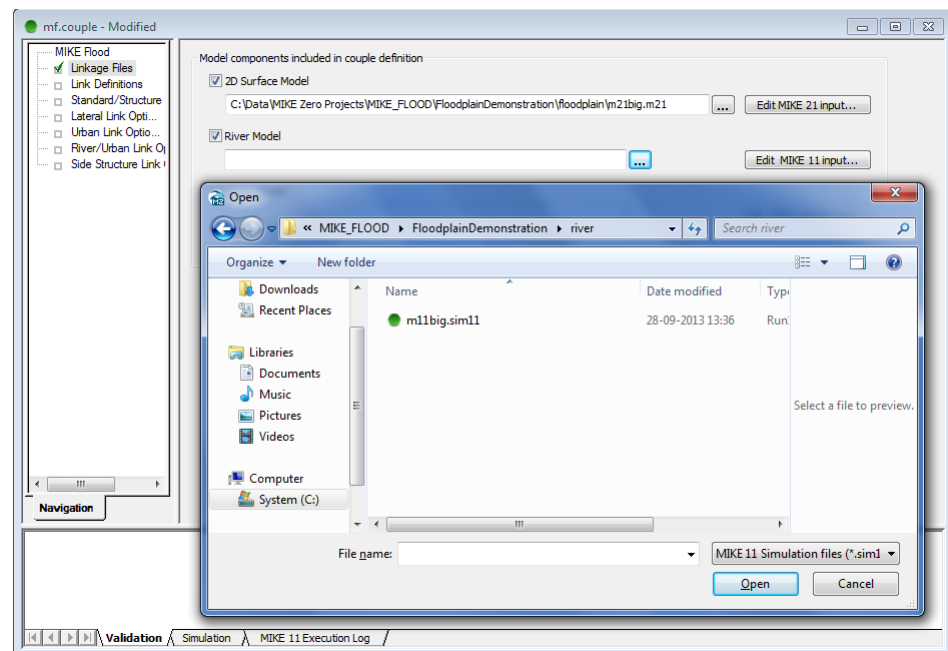 mf.couple - Modified
MIKE Flood
Linkage Files
Link Definitions
Standard/Structure
Lateral Link Opti...
Urban Link Optio...
River/Urban Link O
Side Structure Link
Navigation
Model components included in couple definition
2D Surface Model
C:\Data\MIKE Zero Projects\MIKE_FLOOD\FloodplainDemonstration\floodplain\m21big.m21
...
Edit MIKE 21 input...
River Model
...
Edit MIKE 11 input...
Open
« MIKE_FLOOD FloodplainDemonstration river
Search river
Organize New folder
Downloads
Recent Places
Libraries
Documents
Music
Pictures
Videos
Computer
System (C:)
Name Date modified Type
m11big.sim11 28-09-2013 13:36 Run
Select a file to preview.
File name: MIKE 11 Simulation files (*.sim1
Open Cancel
Validation Simulation MIKE 11 Execution Log